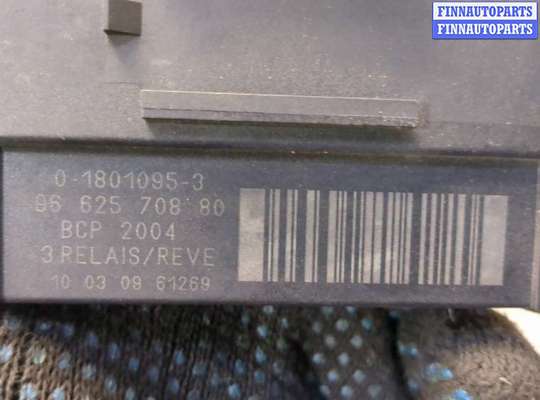 FINNAUTOPARTS
FINNAUTOPARTS
0-1801095-3
96 625 708 80
BCP 2004
3 RELAIS/REVE
10 03 09 61269